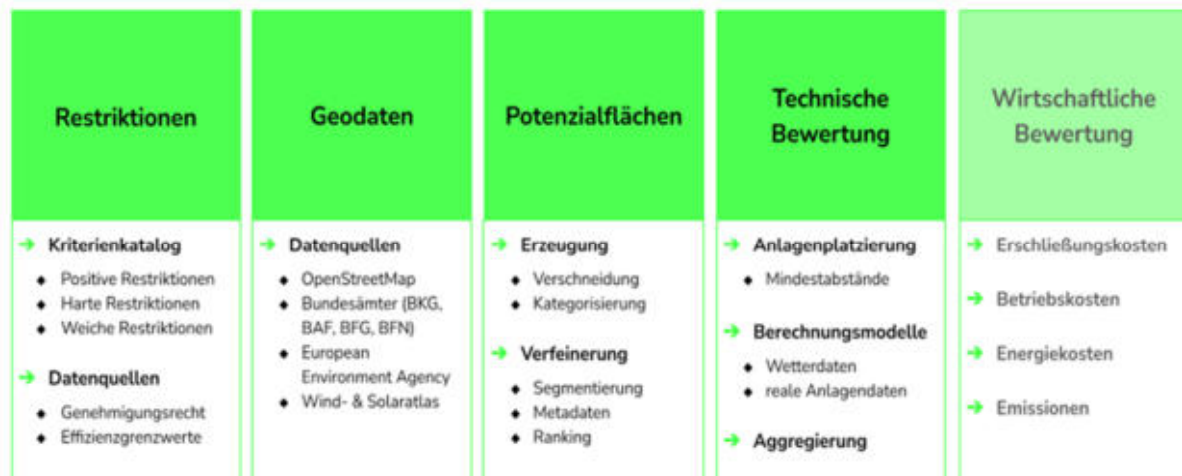 Restriktionen
Kriterienkatalog
Positive Restriktionen
Harte Restriktionen
Weiche Restriktionen
Datenquellen
Genehmigungsrecht
Effizienzgrenzwerte
Geodaten
Datenquellen
OpenStreetMap
Bundesämter (BKG,
BAF, BFG, BFN)
European
Environment Agency
Wind- & Solaratlas
Potenzialflächen
Erzeugung
Verschneidung
Kategorisierung
Verfeinerung
Segmentierung
Metadaten
Ranking
Technische
Bewertung
Anlagenplatzierung
Mindestabstände
Berechnungsmodelle
Wetterdaten
reale Anlagendaten
Aggregierung
Wirtschaftliche
Bewertung
Erschließungskosten
Betriebskosten
Energiekosten
Emissionen